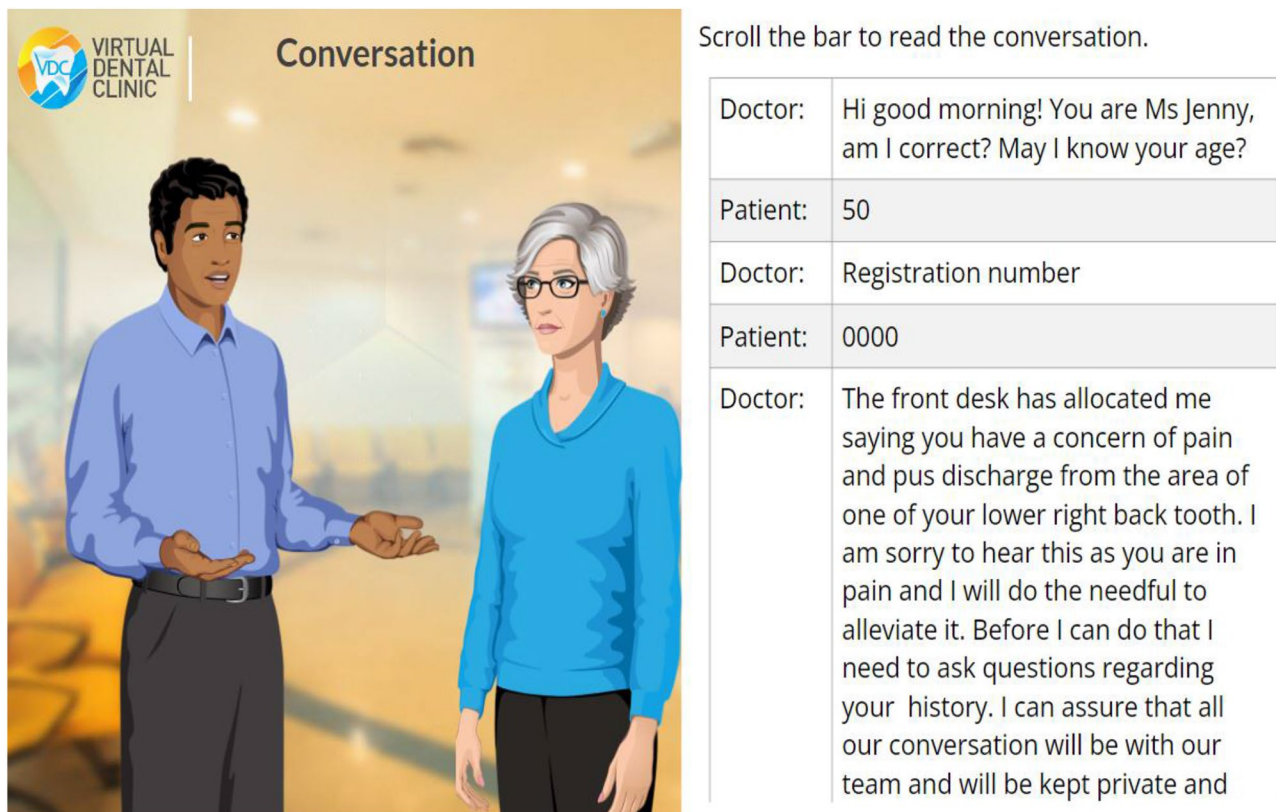 VIRTUAL
DENTAL
CLINIC
VDC
Conversation
Scroll the bar to read the conversation.
Doctor: Hi good morning! You are Ms Jenny,
am I correct? May I know your age?
Patient: 50
Doctor: Registration number
Patient: 0000
Doctor: The front desk has allocated me
saying you have a concern of pain
and pus discharge from the area of
one of your lower right back tooth. I
am sorry to hear this as you are in
pain and I will do the needful to
alleviate it. Before I can do that I
need to ask questions regarding
your history. I can assure that all
our conversation will be with our
team and will be kept private and